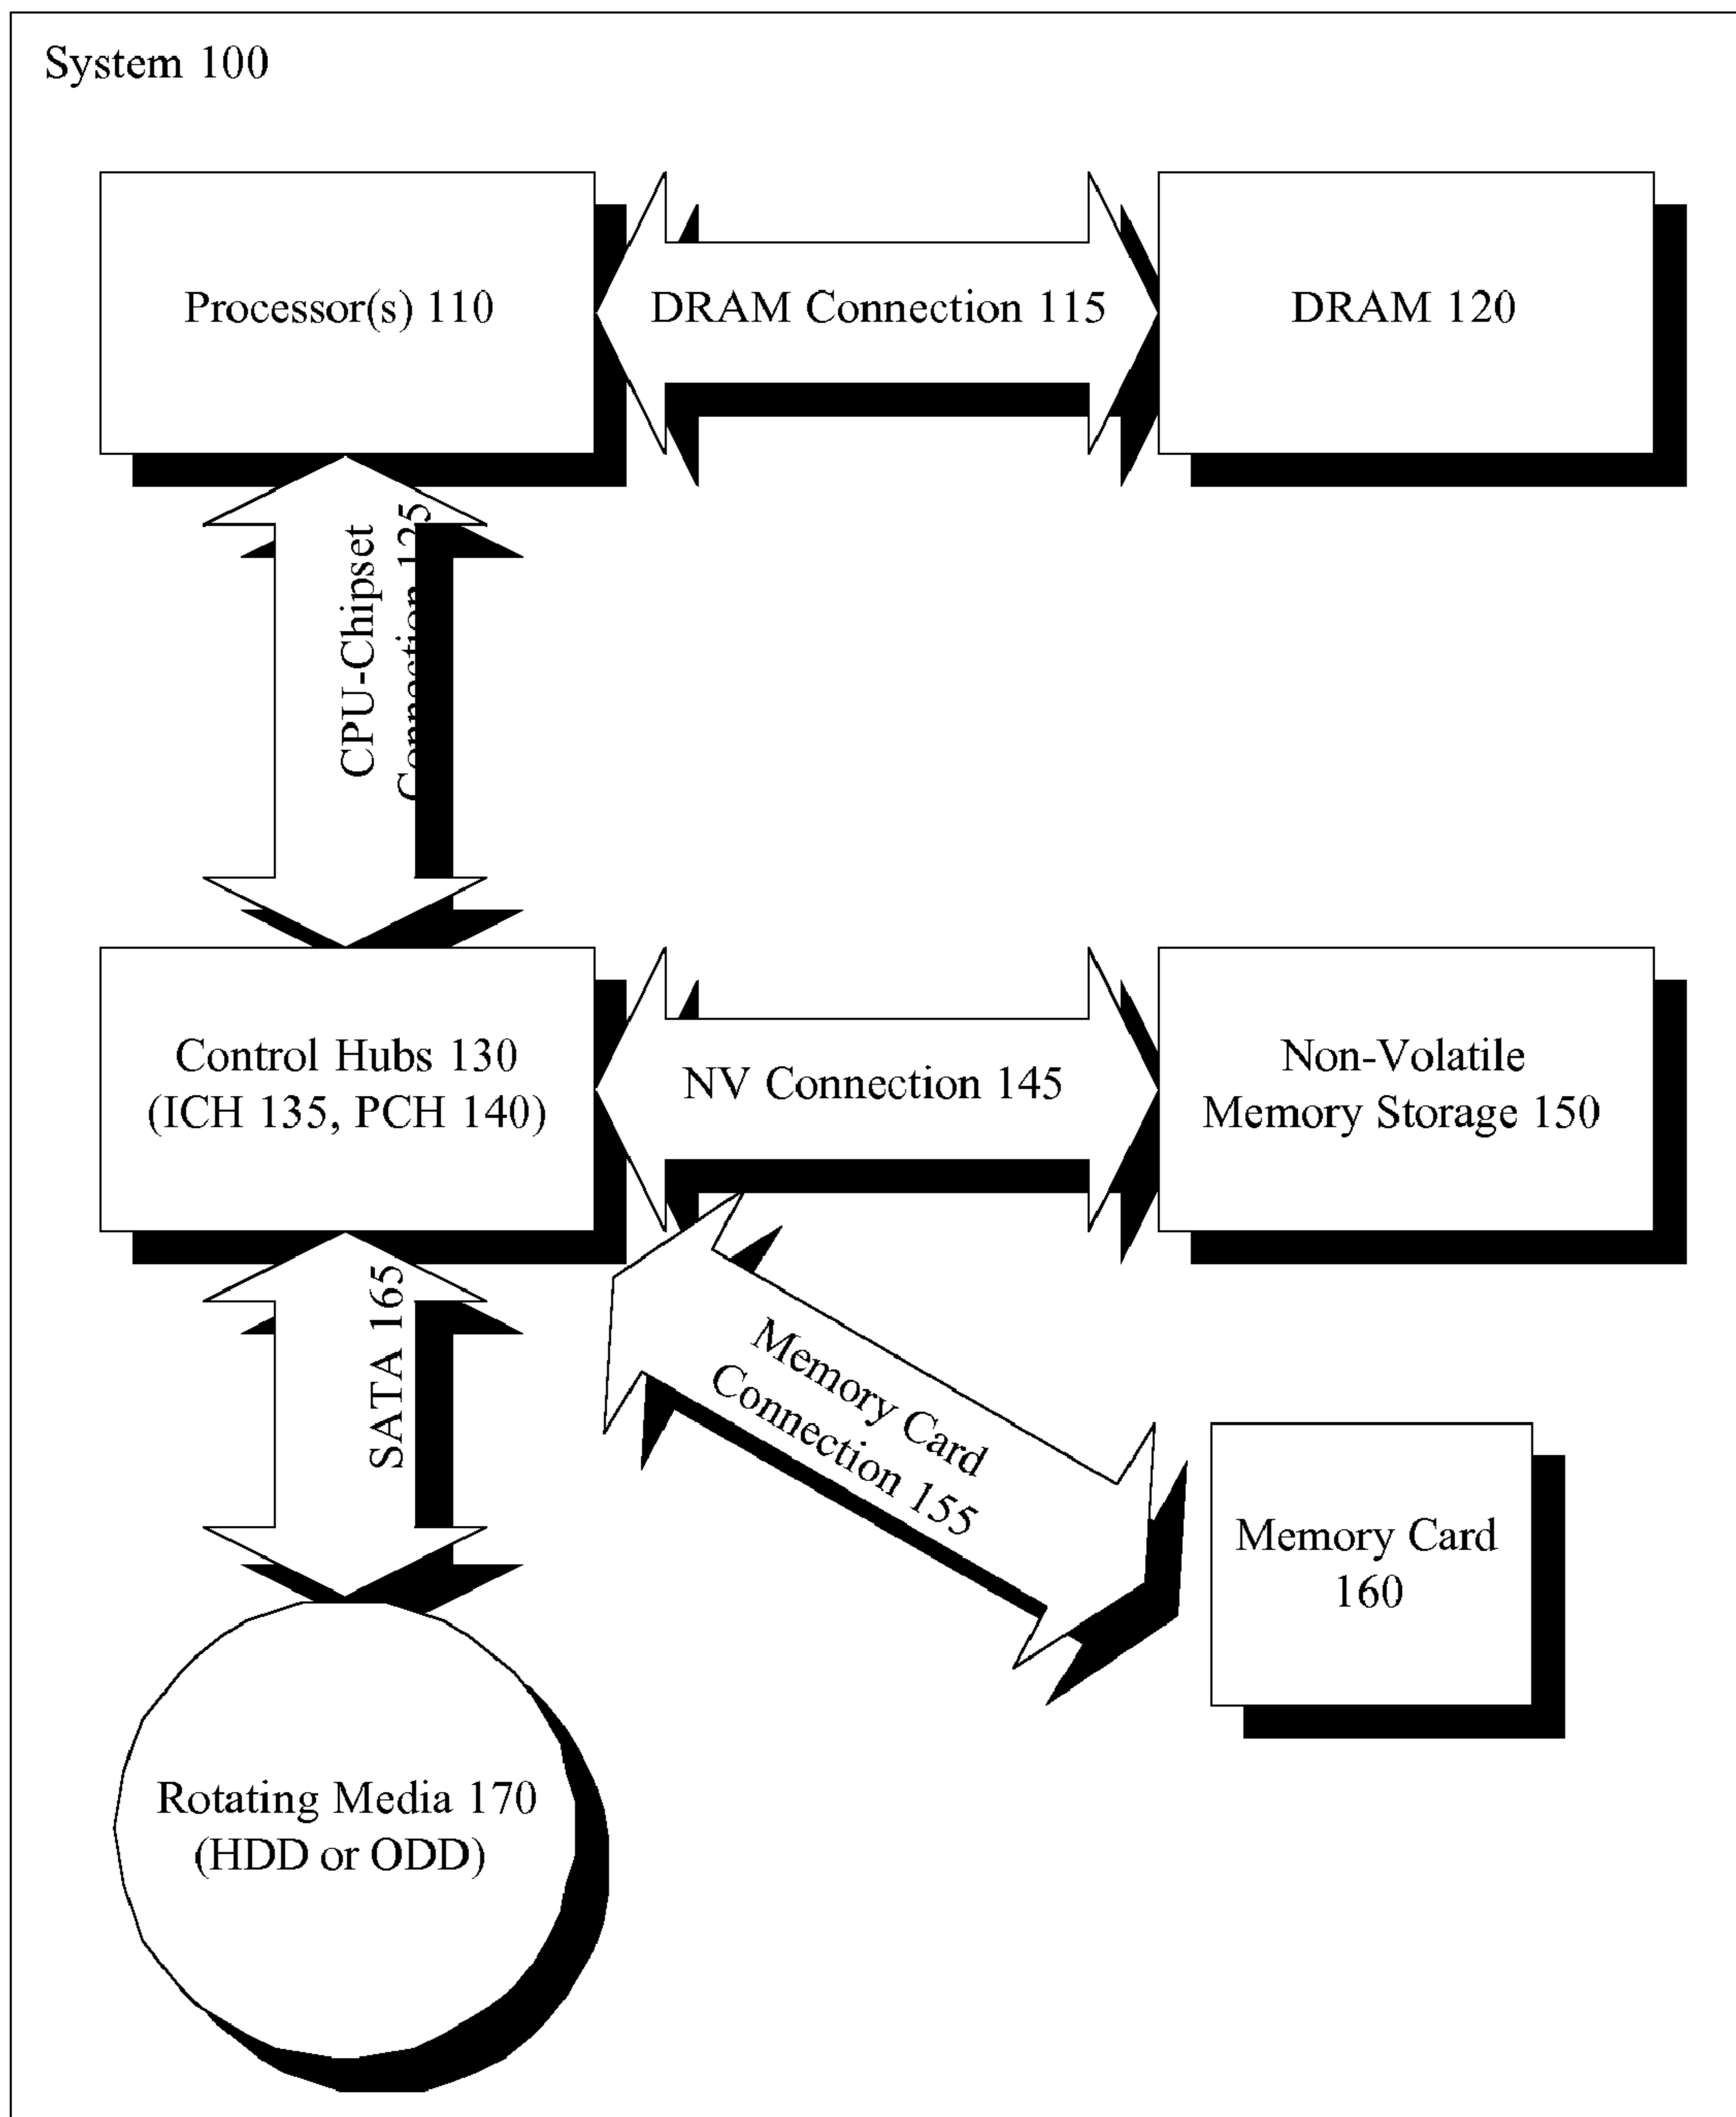 System 100
Processor(s) 110
DRAM Connection 115
DRAM 120
CPU-Chipset
Connection 125
Control Hubs 130
(ICH 135, PCH 140)
NV Connection 145
Non-Volatile
Memory Storage 150
SATA 165
Memory Card
Connection 155
Memory Card
160
Rotating Media 170
(HDD or ODD)